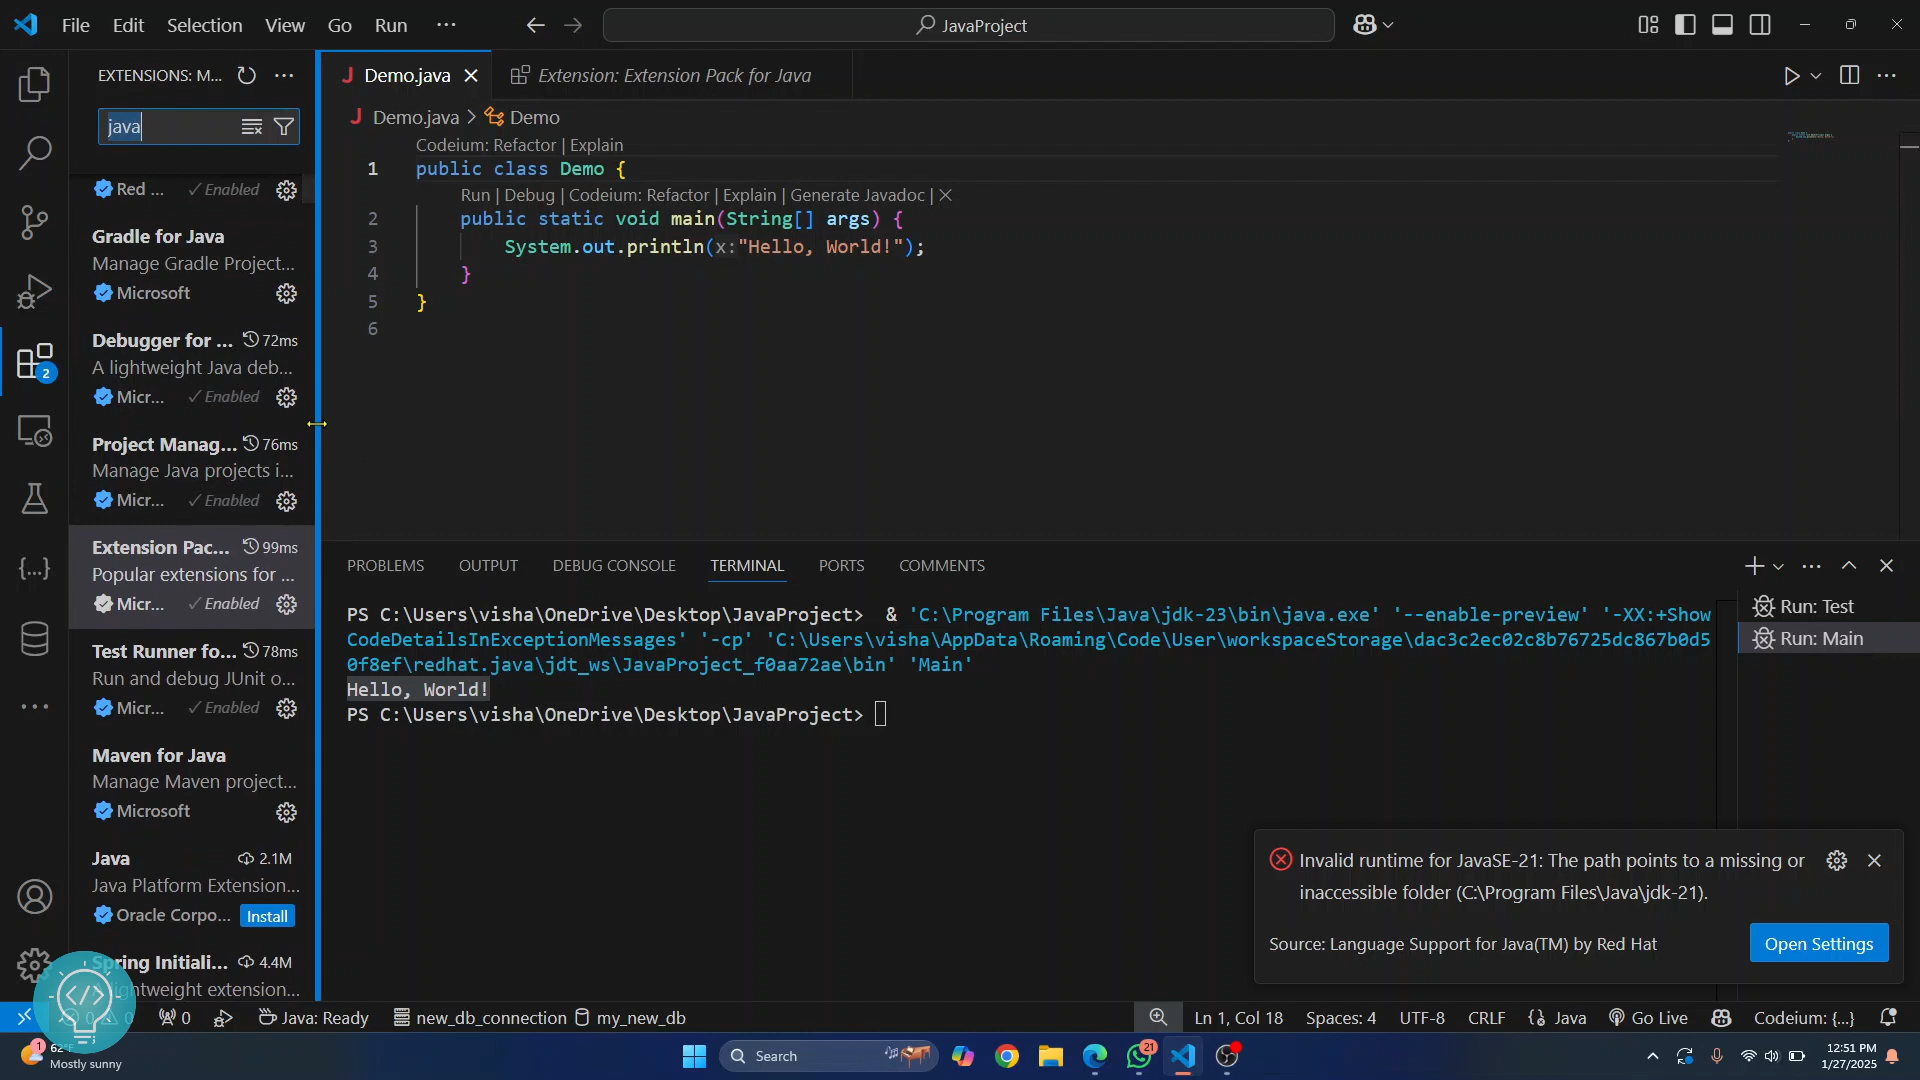 File Edit Selection View Go Run ···
JavaProject
EXTENSIONS: M... ···
java
Demo.java
Extension: Extension Pack for Java
Demo.java > Demo
Codeium: Refactor | Explain
1 public class Demo {
Run | Debug | Codeium: Refactor | Explain | Generate Javadoc | ×
2 public static void main(String[] args) {
3 System.out.println(x:"Hello, World!");
4 }
5 }
6
Red ... ✓ Enabled
Gradle for Java
Manage Gradle Project...
Microsoft
Debugger for ... 72ms
A lightweight Java deb...
Micr... ✓ Enabled
Project Manag... 76ms
Manage Java projects i...
Micr... ✓ Enabled
Extension Pac... 99ms
Popular extensions for ...
Micr... ✓ Enabled
Test Runner fo... 78ms
Run and debug JUnit o...
Micr... ✓ Enabled
Maven for Java
Manage Maven project...
Microsoft
Java 2.1M
Java Platform Extension...
Oracle Corpo... Install
Spring Initiali... 4.4M
ghtweight extension...
2
PROBLEMS OUTPUT DEBUG CONSOLE TERMINAL PORTS COMMENTS
PS C:\Users\visha\OneDrive\Desktop\JavaProject> & 'C:\Program Files\Java\jdk-23\bin\java.exe' '--enable-preview' '-XX:+Show
CodeDetailsInExceptionMessages' '-cp' 'C:\Users\visha\AppData\Roaming\Code\User\workspaceStorage\dac3c2ec02c8b76725dc867b0d5
0f8ef\redhat.java\jdt_ws\JavaProject_f0aa72ae\bin' 'Main'
Hello, World!
PS C:\Users\visha\OneDrive\Desktop\JavaProject>
Run: Test
Run: Main
Invalid runtime for JavaSE-21: The path points to a missing or
inaccessible folder (C:\Program Files\Java\jdk-21).
Source: Language Support for Java(TM) by Red Hat
Open Settings
0 0 0 Java: Ready new_db_connection my_new_db
Ln 1, Col 18 Spaces: 4 UTF-8 CRLF Java Go Live Codeium: {...}
1 62°F
Mostly sunny
Search
21
12:51 PM
1/27/2025